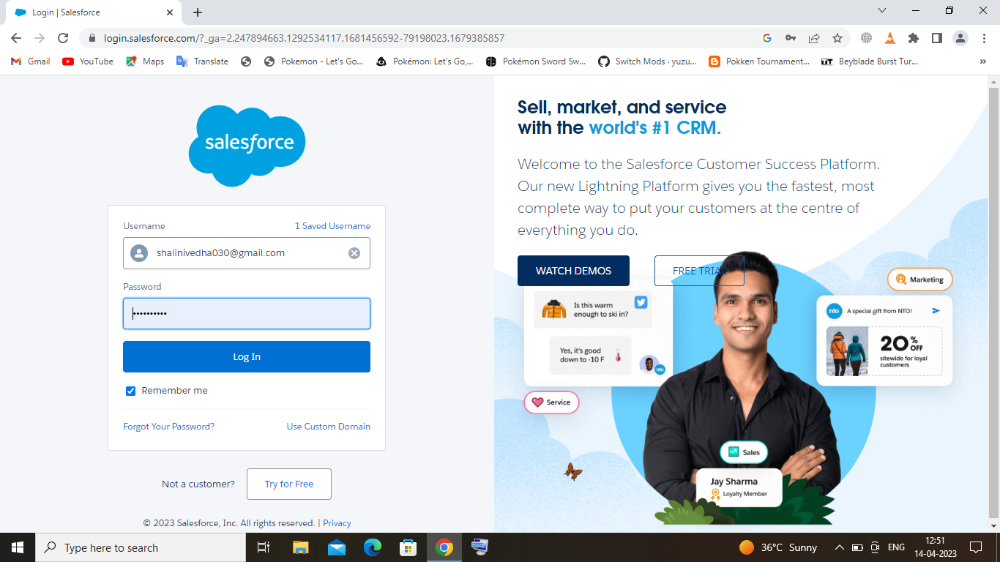 Login | Salesforce
login.salesforce.com/?_ga=2.247894663.1292534117.1681456592-79198023.1679385857
Gmail
YouTube
Maps
Translate
Pokemon - Let's Go...
Pokémon: Let's Go,...
Pokémon Sword Sw...
Switch Mods · yuzu...
Pokken Tournament...
Beyblade Burst Tur...
»
salesforce
Username
1 Saved Username
shalinivedha030@gmail.com
Password
••••••••••
Log In
Remember me
Forgot Your Password?
Use Custom Domain
Not a customer?
Try for Free
© 2023 Salesforce, Inc. All rights reserved. | Privacy
Sell, market, and service
with the world's #1 CRM.
Welcome to the Salesforce Customer Success Platform.
Our new Lightning Platform gives you the fastest, most
complete way to put your customers at the centre of
everything you do.
WATCH DEMOS
FREE TRIAL
Is this warm
enough to ski in?
Yes, it's good
down to -10 F
nto
Service
Marketing
nto
A special gift from NTO!
20% OFF
sitewide for loyal
customers
Sales
Jay Sharma
Loyalty Member
Type here to search
36°C Sunny
ENG
12:51
14-04-2023